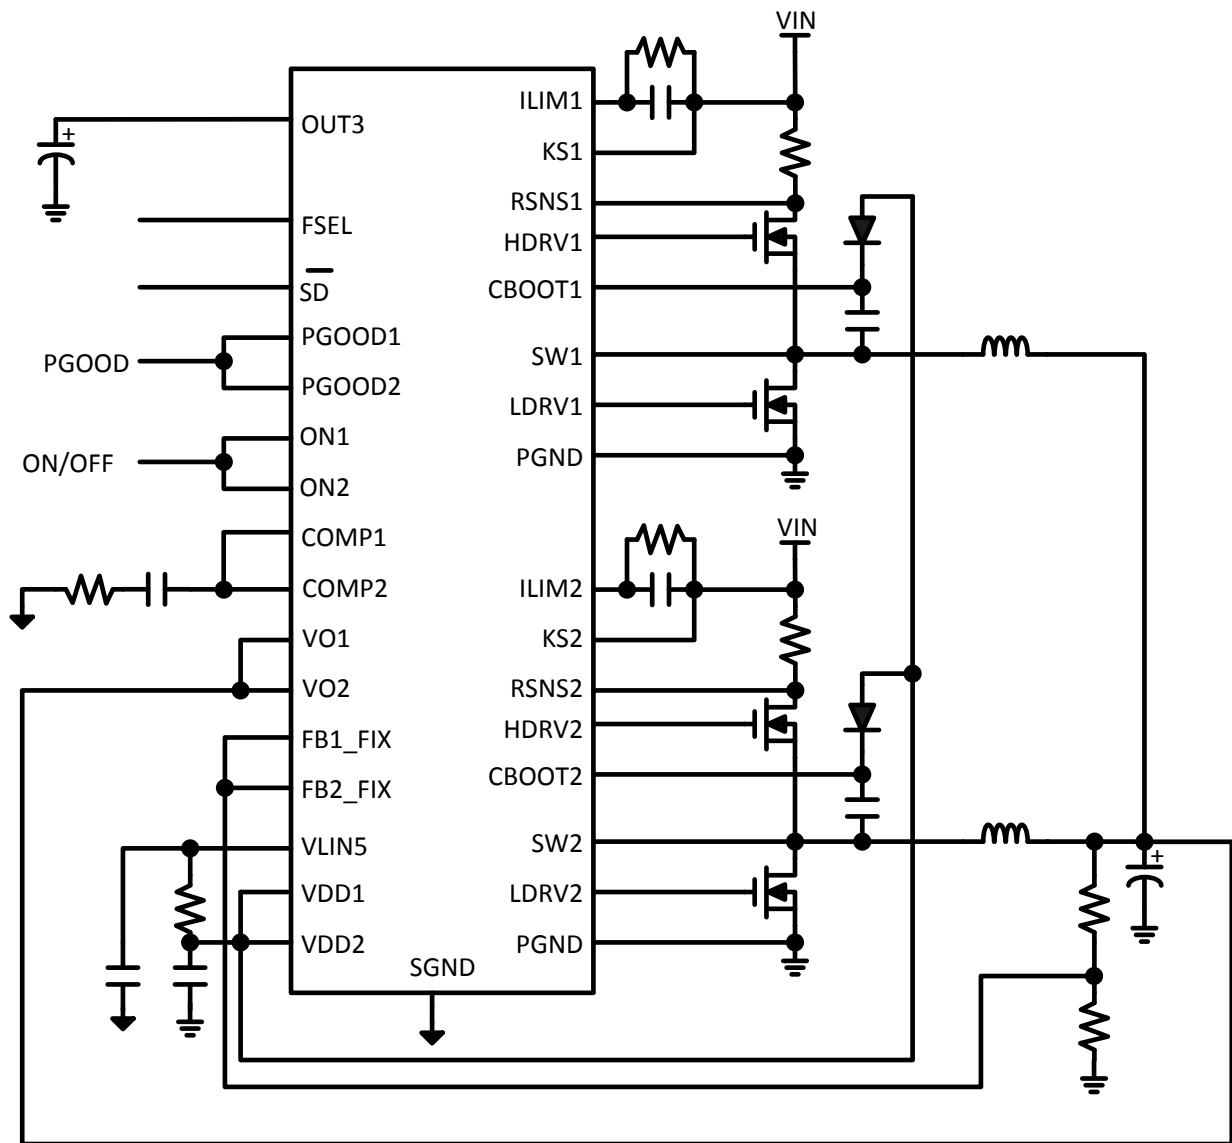 VIN
ILIM1
OUT3
+
KS1
RSNS1
FSEL
HDRV1
SD
CBOOT1
PGOOD1
PGOOD
SW1
PGOOD2
LDRV1
ON1
ON/OFF
PGND
ON2
VIN
COMP1
COMP2
ILIM2
VO1
KS2
VO2
RSNS2
HDRV2
FB1_FIX
CBOOT2
FB2_FIX
VLIN5
SW2
+
VDD1
LDRV2
VDD2
PGND
SGND